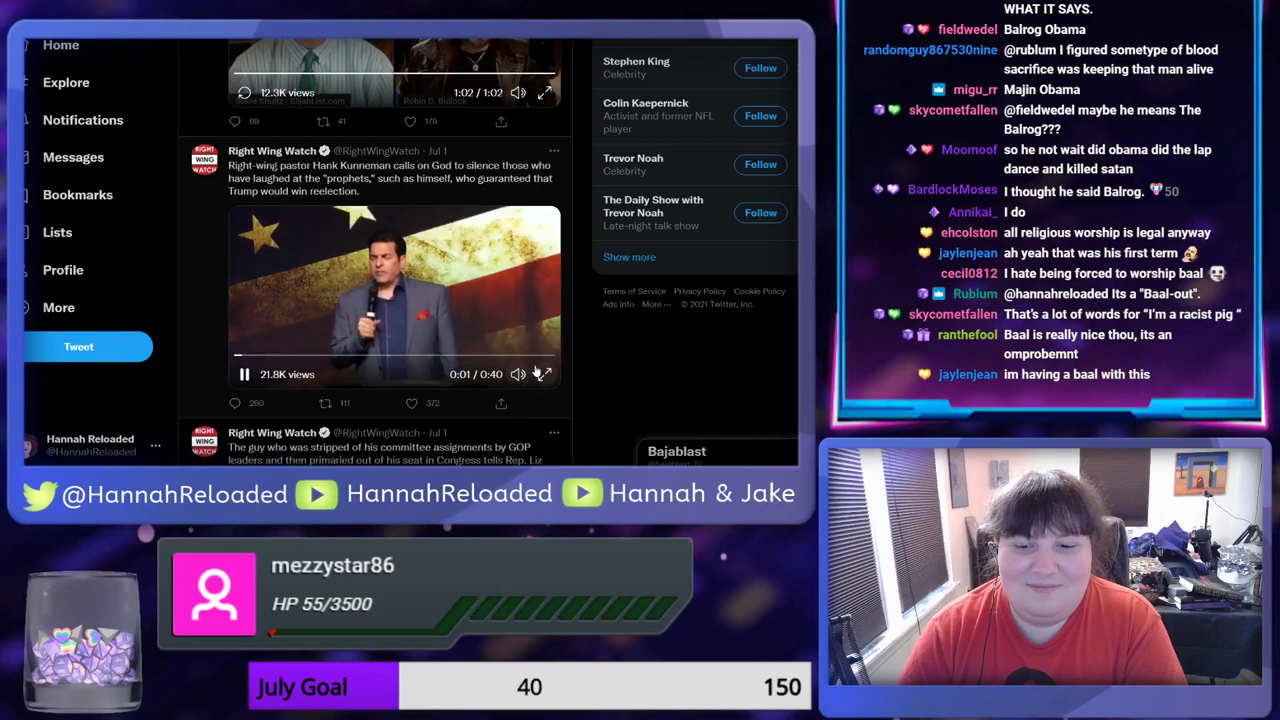 Home
Explore
Notifications
Messages
Bookmarks
Lists
Profile
More
Tweet
Hannah Reloaded
@HannahReloaded
Steve Shultz - ElijahList.com
Robin D. Bullock
12.3K views
1:02 / 1:02
69
41
179
Right Wing Watch @RightWingWatch · Jul 1
Right-wing pastor Hank Kunneman calls on God to silence those who
have laughed at the "prophets," such as himself, who guaranteed that
Trump would win reelection.
21.8K views
0:01 / 0:40
260
111
372
Right Wing Watch @RightWingWatch · Jul 1
The guy who was stripped of his committee assignments by GOP
leaders and then primaried out of his seat in Congress tells Rep. Liz
Stephen King
Celebrity
Follow
Colin Kaepernick
Activist and former NFL
player
Follow
Trevor Noah
Celebrity
Follow
The Daily Show with
Trevor Noah
Late-night talk show
Follow
Show more
Terms of Service Privacy Policy Cookie Policy
Ads info More ··· © 2021 Twitter, Inc.
Bajablast
@HannahReloaded HannahReloaded Hannah & Jake
WHAT IT SAYS.
fieldwedel Balrog Obama
randomguy867530nine @rublum I figured sometype of blood
sacrifice was keeping that man alive
migu_rr Majin Obama
skycometfallen @fieldwedel maybe he means The
Balrog???
Moomoof so he not wait did obama did the lap
dance and killed satan
BardlockMoses I thought he said Balrog. 50
Annikai_ I do
ehcolston all religious worship is legal anyway
jaylenjean ah yeah that was his first term
cecil0812 I hate being forced to worship baal
Rublum @hannahreloaded Its a "Baal-out".
skycometfallen That's a lot of words for "I'm a racist pig "
ranthefool Baal is really nice thou, its an
omprobemnt
jaylenjean im having a baal with this
mezzystar86
HP 55/3500
July Goal 40 150